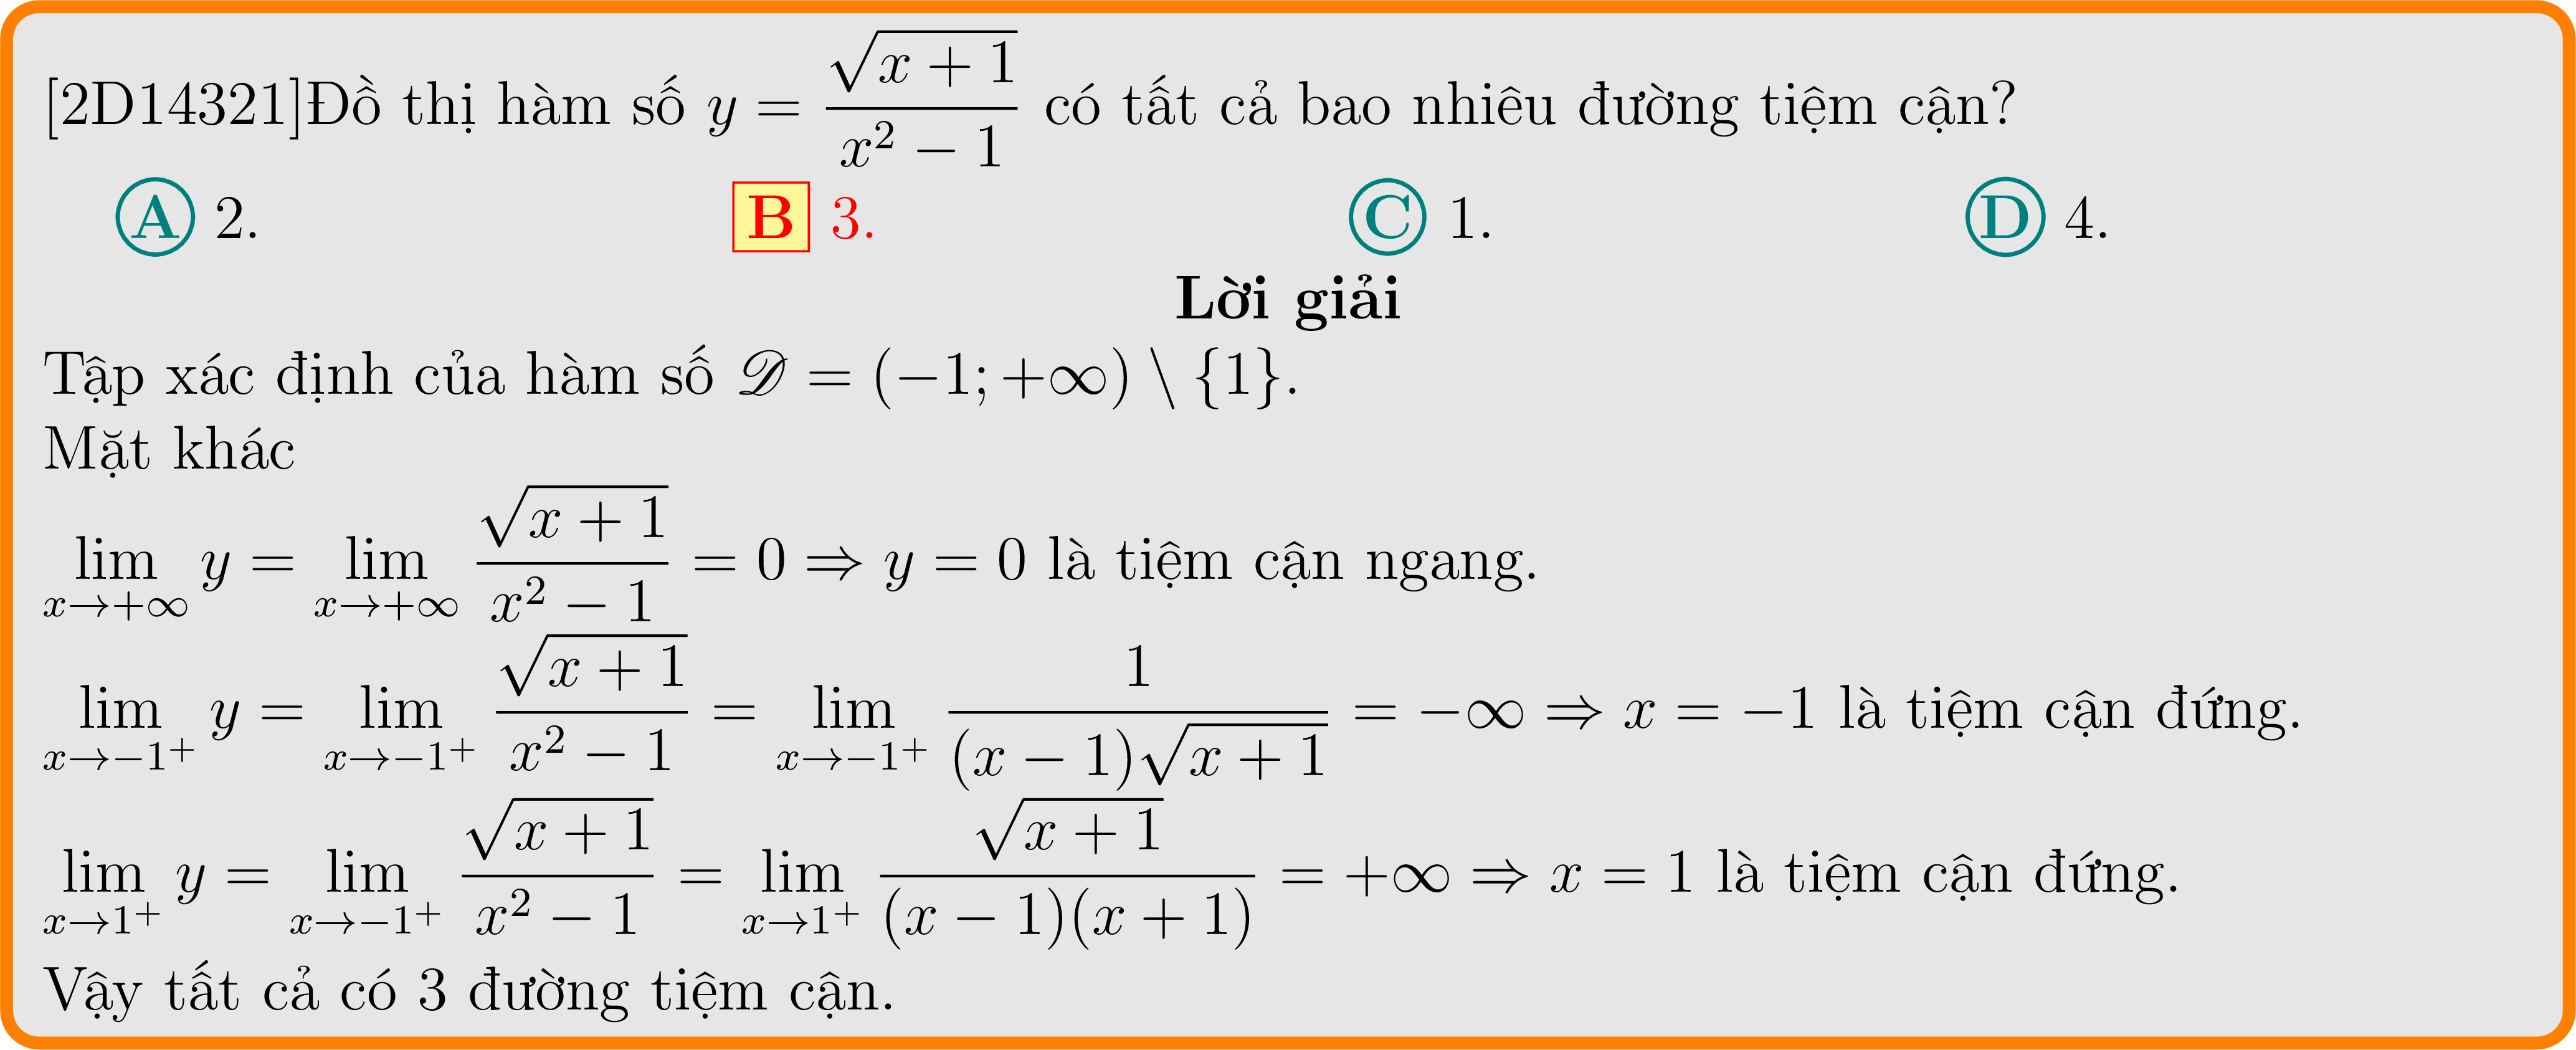 [2D14321]Đồ thị hàm số $y = \dfrac{\sqrt{x+1}}{x^2-1}$ có tất cả bao nhiêu đường tiệm cận?
A 2. B 3. C 1. D 4.
Lời giải
Tập xác định của hàm số $\mathscr{D} = (-1; +\infty) \setminus \{1\}$.
Mặt khác
$\lim\limits_{x\to+\infty} y = \lim\limits_{x\to+\infty} \dfrac{\sqrt{x+1}}{x^2-1} = 0 \Rightarrow y = 0$ là tiệm cận ngang.
$\lim\limits_{x\to-1^+} y = \lim\limits_{x\to-1^+} \dfrac{\sqrt{x+1}}{x^2-1} = \lim\limits_{x\to-1^+} \dfrac{1}{(x-1)\sqrt{x+1}} = -\infty \Rightarrow x = -1$ là tiệm cận đứng.
$\lim\limits_{x\to1^+} y = \lim\limits_{x\to-1^+} \dfrac{\sqrt{x+1}}{x^2-1} = \lim\limits_{x\to1^+} \dfrac{\sqrt{x+1}}{(x-1)(x+1)} = +\infty \Rightarrow x = 1$ là tiệm cận đứng.
Vậy tất cả có 3 đường tiệm cận.